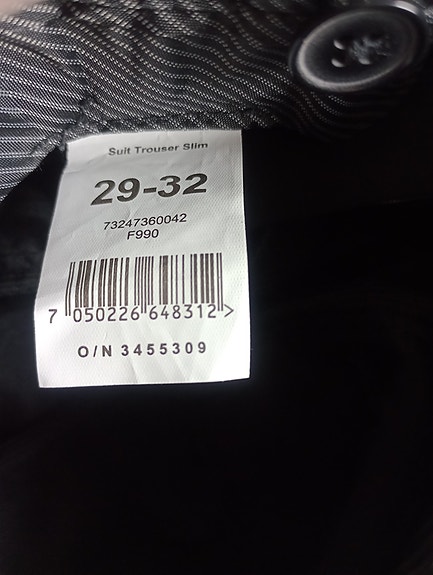 Suit Trouser Slim
29-32
73247360042
F990
7 050226 648312 >
O/N 3455309